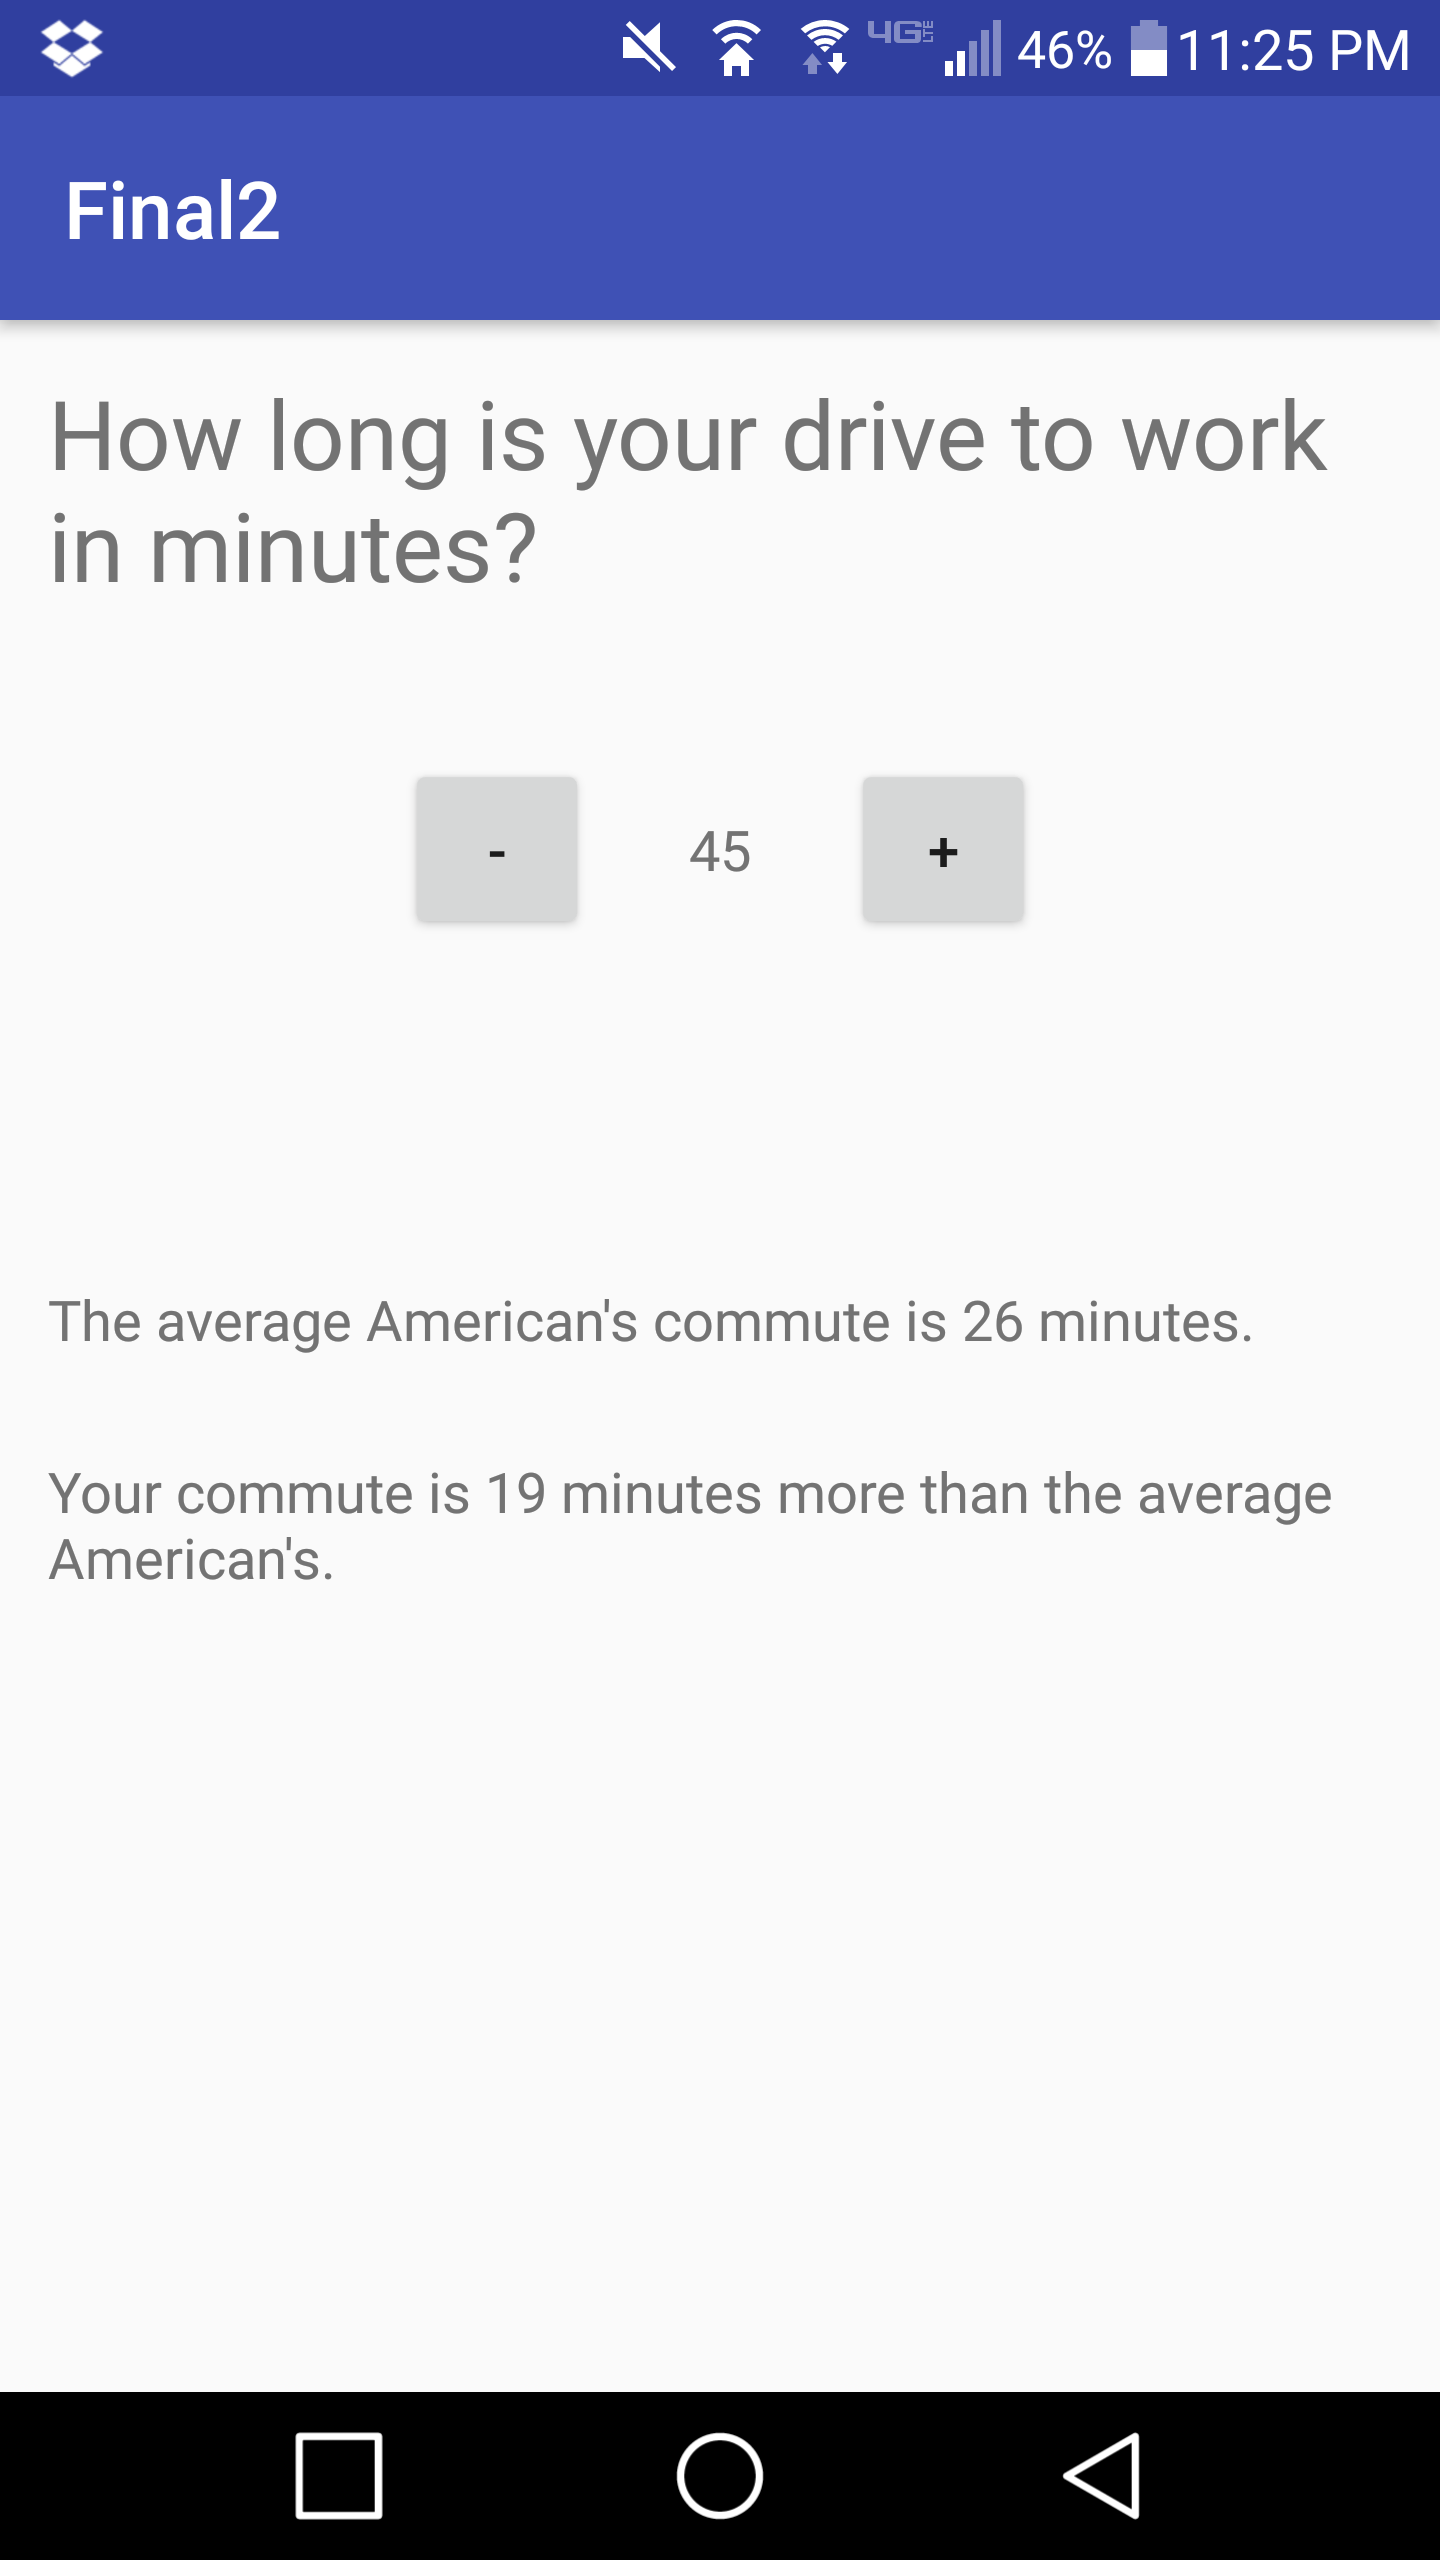 4G LTE 46% 11:25 PM
Final2
How long is your drive to work
in minutes?
- 45 +
The average American's commute is 26 minutes.
Your commute is 19 minutes more than the average
American's.